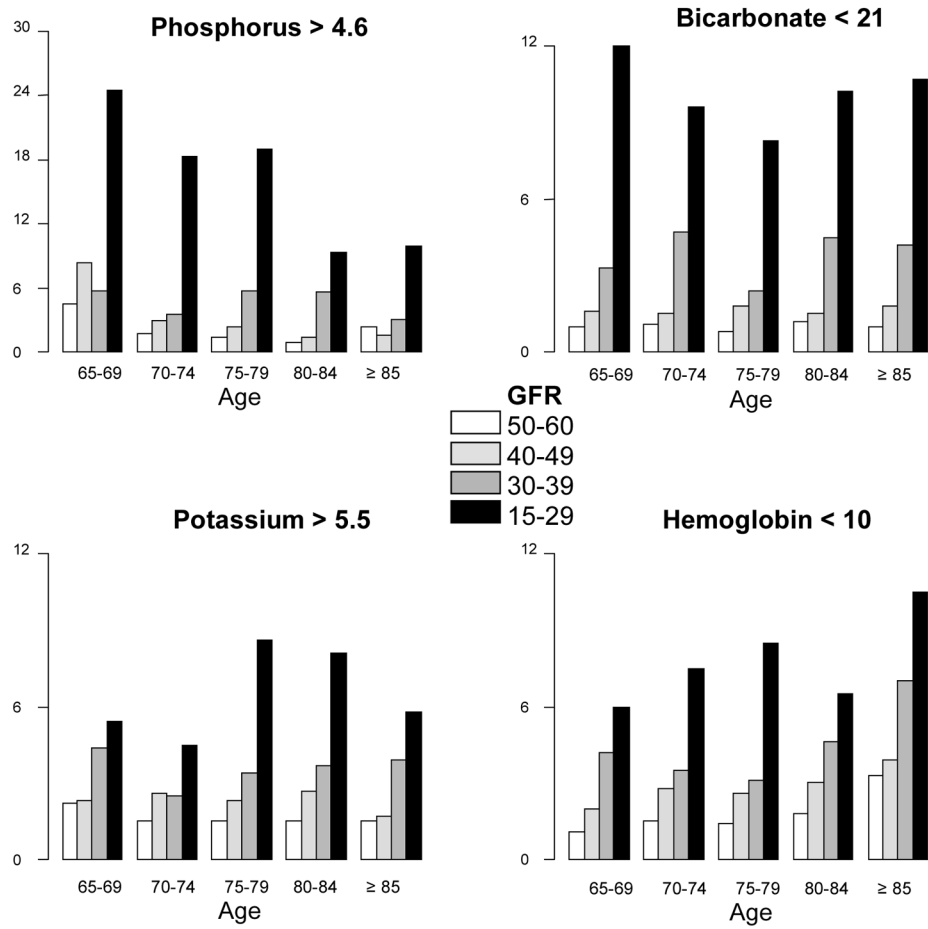 Phosphorus > 4.6
30
24
18
12
6
0
65-69 70-74 75-79 80-84 ≥ 85
Age
Bicarbonate < 21
12
6
0
65-69 70-74 75-79 80-84 ≥ 85
Age
GFR
50-60
40-49
30-39
15-29
Potassium > 5.5
12
6
0
65-69 70-74 75-79 80-84 ≥ 85
Age
Hemoglobin < 10
12
6
0
65-69 70-74 75-79 80-84 ≥ 85
Age